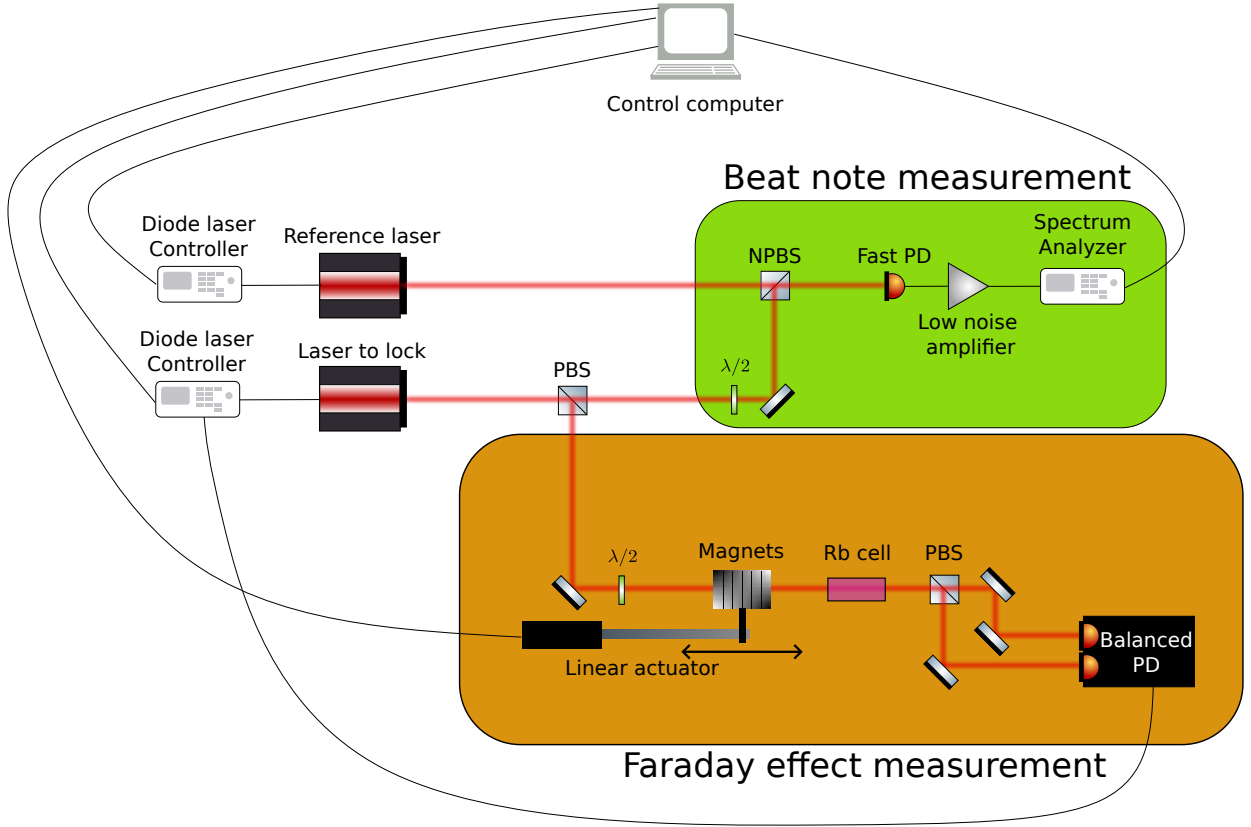 Control computer
Beat note measurement
Diode laser
Controller
Reference laser
NPBS
Fast PD
Spectrum
Analyzer
Low noise
amplifier
Diode laser
Controller
Laser to lock
PBS
λ/2
λ/2
Magnets
Rb cell
PBS
Linear actuator
Balanced
PD
Faraday effect measurement